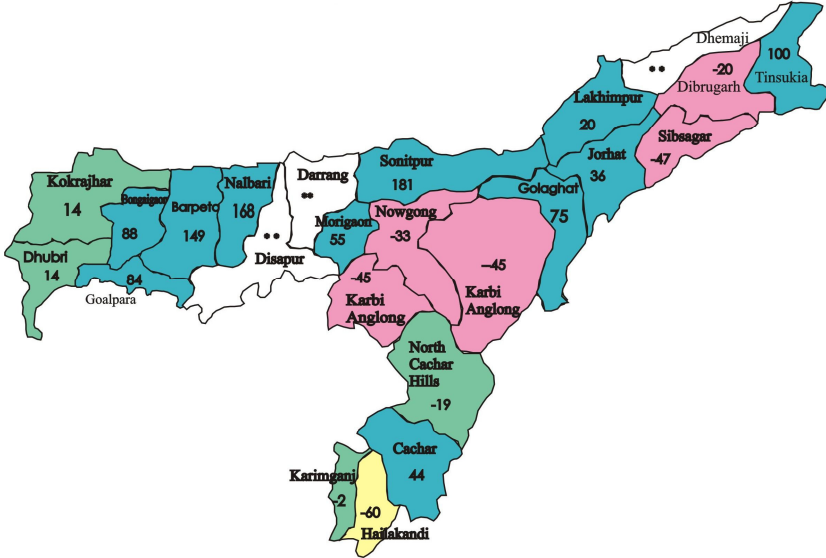 Dhemaji
**
-20
Dibrugarh
100
Tinsukia
Lakhimpur
20
Sibsagar
-47
Jorhat
36
Sonitpur
181
Golaghat
75
Darrang
**
Nalbari
168
Kokrajhar
14
Bongaigaon
88
Barpeta
149
Morigaon
55
Nowgong
-33
**
Disapur
Dhubri
14
84
Goalpara
-45
Karbi
Anglong
-45
Karbi
Anglong
North
Cachar
Hills
-19
Cachar
44
Karimganj
-2
-60
Hailakandi